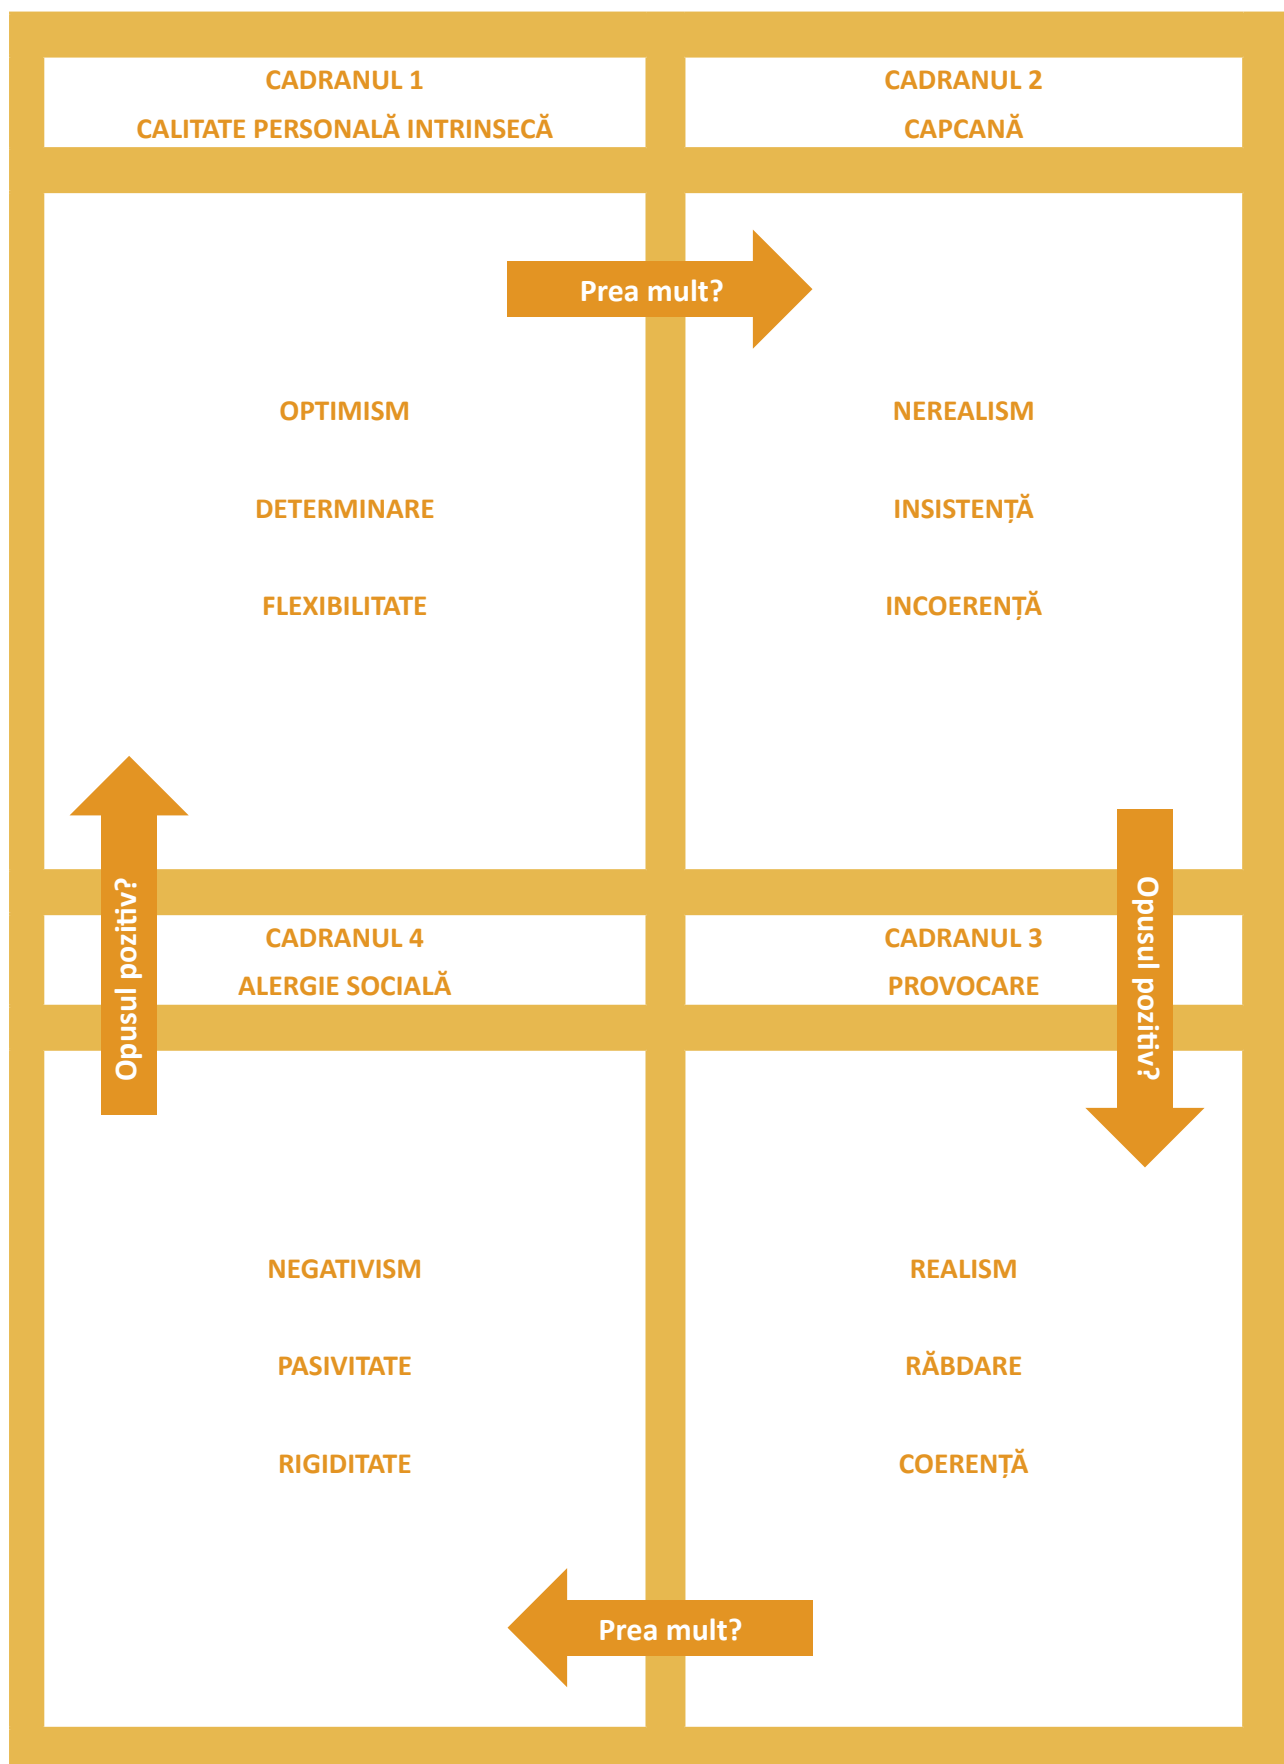 CADRANUL 1
CALITATE PERSONALĂ INTRINSECĂ
CADRANUL 2
CAPCANĂ
Prea mult?
OPTIMISM
DETERMINARE
FLEXIBILITATE
NEREALISM
INSISTENȚĂ
INCOERENȚĂ
Opusul pozitiv?
Opusul pozitiv?
CADRANUL 4
ALERGIE SOCIALĂ
CADRANUL 3
PROVOCARE
NEGATIVISM
PASIVITATE
RIGIDITATE
REALISM
RĂBDARE
COERENȚĂ
Prea mult?